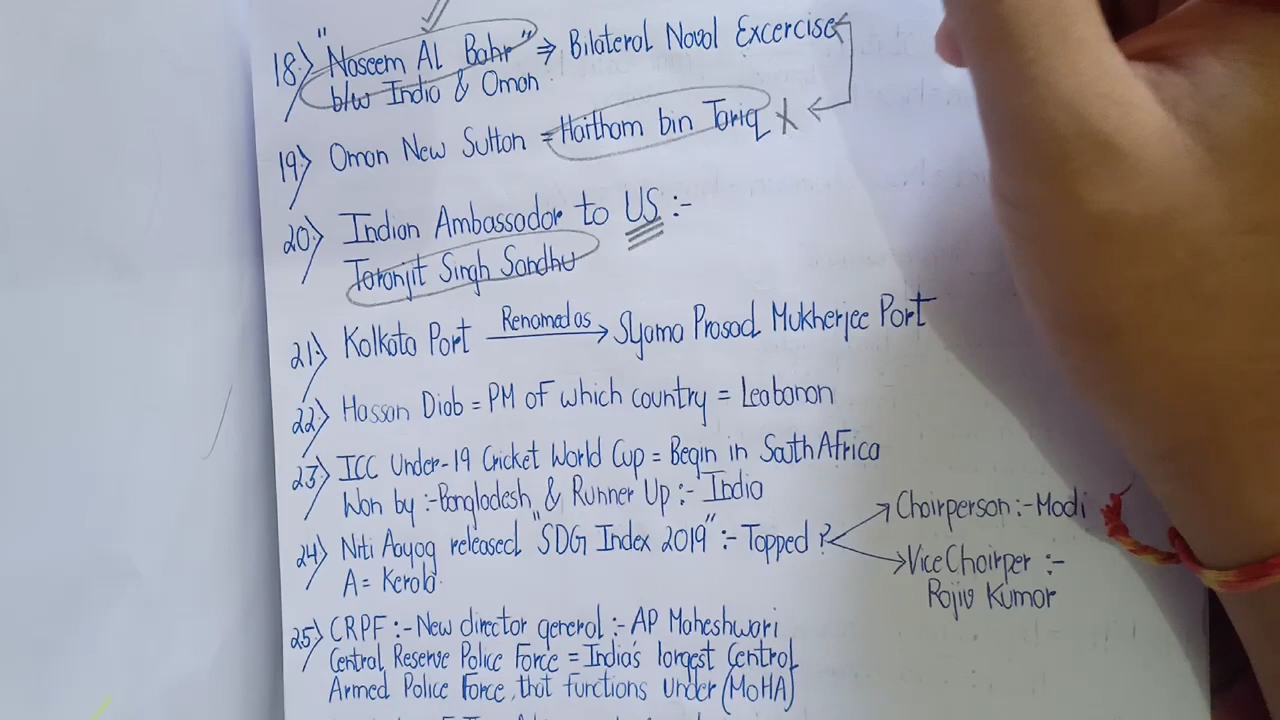 18) "Naseem Al Bahr" ⇒ Bilateral Naval Excercise
b/w India & Oman
19) Oman New Sultan = Haitham bin Tariq X
20) Indian Ambassador to US :-
Taranjit Singh Sandhu
21) Kolkata Port Renamed as → Syama Prasad Mukherjee Port
22) Hassan Diab = PM of which country = Leabanon
23) ICC Under-19 Cricket World Cup = Begin in South Africa
Won by :- Bangladesh & Runner Up :- India
24) Niti Aayog released "SDG Index 2019" :- Topped ?
A = Kerala
Chairperson :- Modi
Vice Chairper :-
Rajiv Kumar
25) CRPF :- New director general :- AP Maheshwari
Central Reserve Police Force = India's largest Central
Armed Police Force that functions under (MoHA)